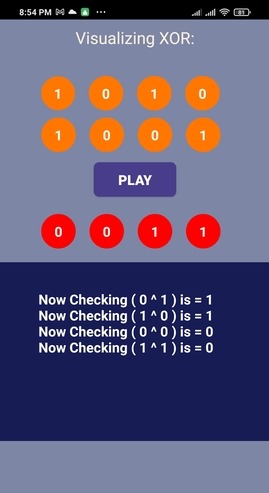 8:54 PM ... 81
Visualizing XOR:
1 0 1 0
1 0 0 1
PLAY
0 0 1 1
Now Checking ( 0 ^ 1 ) is = 1
Now Checking ( 1 ^ 0 ) is = 1
Now Checking ( 0 ^ 0 ) is = 0
Now Checking ( 1 ^ 1 ) is = 0